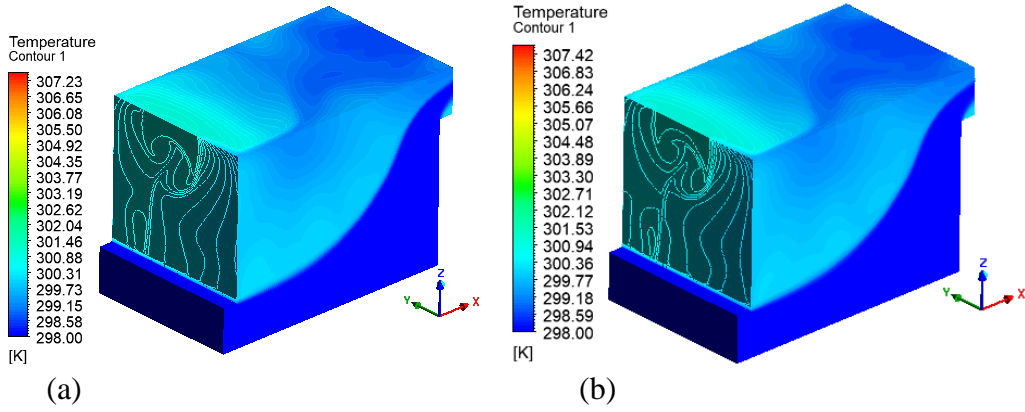 Temperature
Contour 1
307.23
306.65
306.08
305.50
304.92
304.35
303.77
303.19
302.62
302.04
301.46
300.88
300.31
299.73
299.15
298.58
298.00
[K]
Z
Y
X
(a)
Temperature
Contour 1
307.42
306.83
306.24
305.66
305.07
304.48
303.89
303.30
302.71
302.12
301.53
300.94
300.36
299.77
299.18
298.59
298.00
[K]
Z
Y
X
(b)